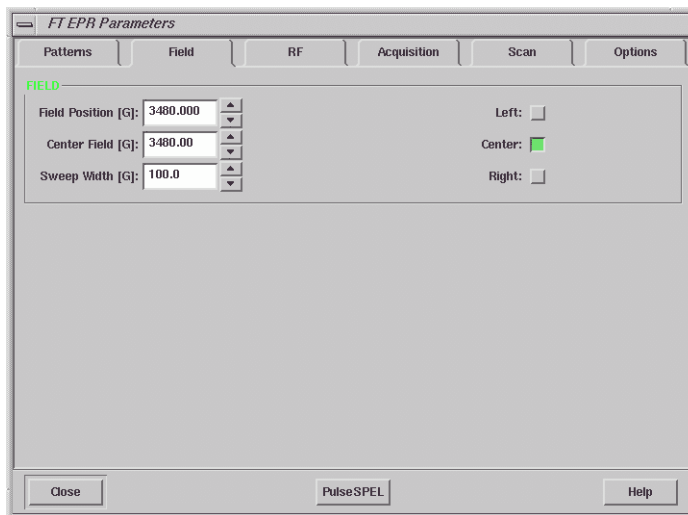 FT EPR Parameters
Patterns Field RF Acquisition Scan Options
FIELD
Field Position [G]: 3480.000 Left:
Center Field [G]: 3480.00 Center:
Sweep Width [G]: 100.0 Right:
Close PulseSPEL Help